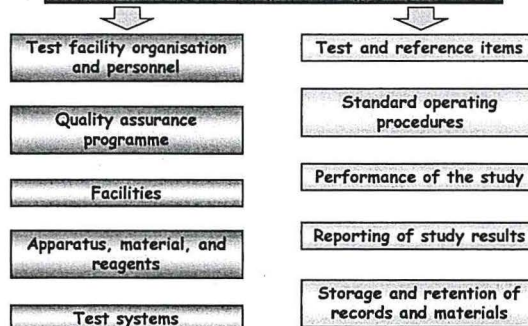 Test facility organisation
and personnel
Quality assurance
programme
Facilities
Apparatus, material, and
reagents
Test systems
Test and reference items
Standard operating
procedures
Performance of the study
Reporting of study results
Storage and retention of
records and materials